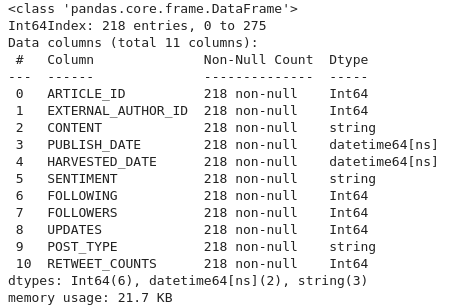 <class 'pandas.core.frame.DataFrame'>
Int64Index: 218 entries, 0 to 275
Data columns (total 11 columns):
 #   Column              Non-Null Count  Dtype
---  ------              --------------  -----
 0   ARTICLE_ID          218 non-null    Int64
 1   EXTERNAL_AUTHOR_ID  218 non-null    Int64
 2   CONTENT             218 non-null    string
 3   PUBLISH_DATE        218 non-null    datetime64[ns]
 4   HARVESTED_DATE      218 non-null    datetime64[ns]
 5   SENTIMENT           218 non-null    string
 6   FOLLOWING           218 non-null    Int64
 7   FOLLOWERS           218 non-null    Int64
 8   UPDATES             218 non-null    Int64
 9   POST_TYPE           218 non-null    string
 10  RETWEET_COUNTS      218 non-null    Int64
dtypes: Int64(6), datetime64[ns](2), string(3)
memory usage: 21.7 KB